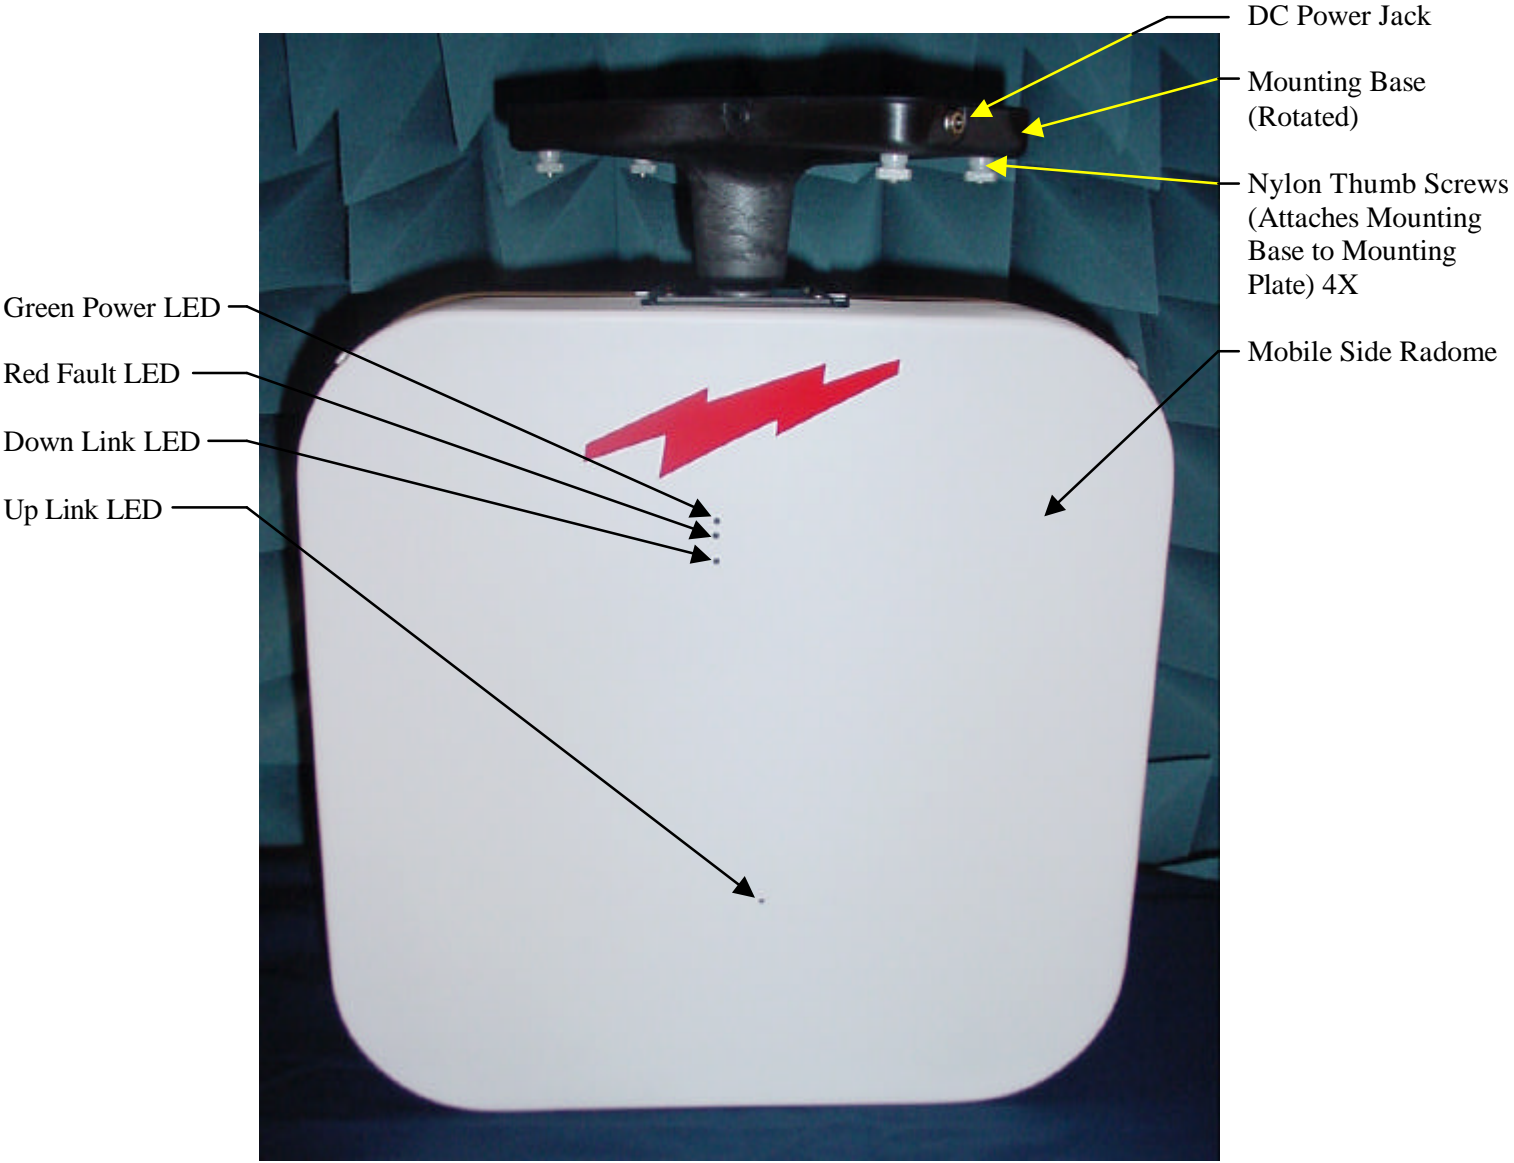 DC Power Jack
Mounting Base
(Rotated)
Nylon Thumb Screws
(Attaches Mounting
Base to Mounting
Plate) 4X
Mobile Side Radome
Green Power LED
Red Fault LED
Down Link LED
Up Link LED